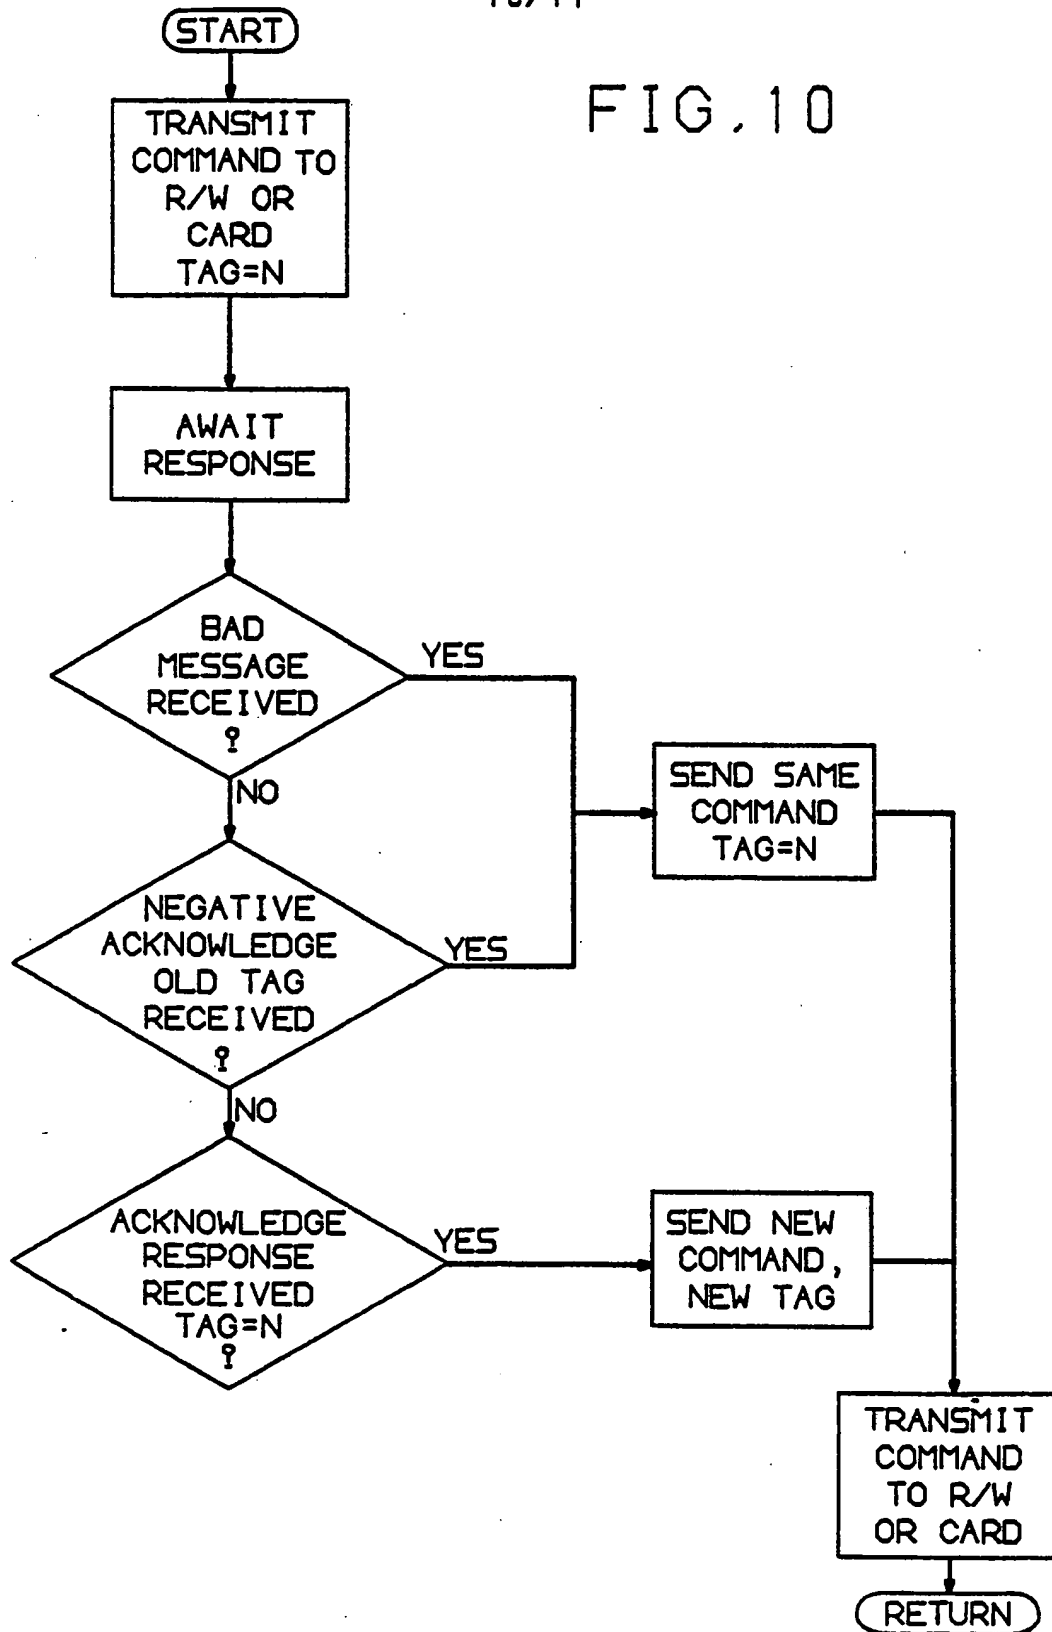 START
FIG.10
TRANSMIT
COMMAND TO
R/W OR
CARD
TAG=N
AWAIT
RESPONSE
BAD
MESSAGE
RECEIVED
?
YES
NO
SEND SAME
COMMAND
TAG=N
NEGATIVE
ACKNOWLEDGE
OLD TAG
RECEIVED
?
YES
NO
ACKNOWLEDGE
RESPONSE
RECEIVED
TAG=N
?
YES
SEND NEW
COMMAND,
NEW TAG
TRANSMIT
COMMAND
TO R/W
OR CARD
RETURN